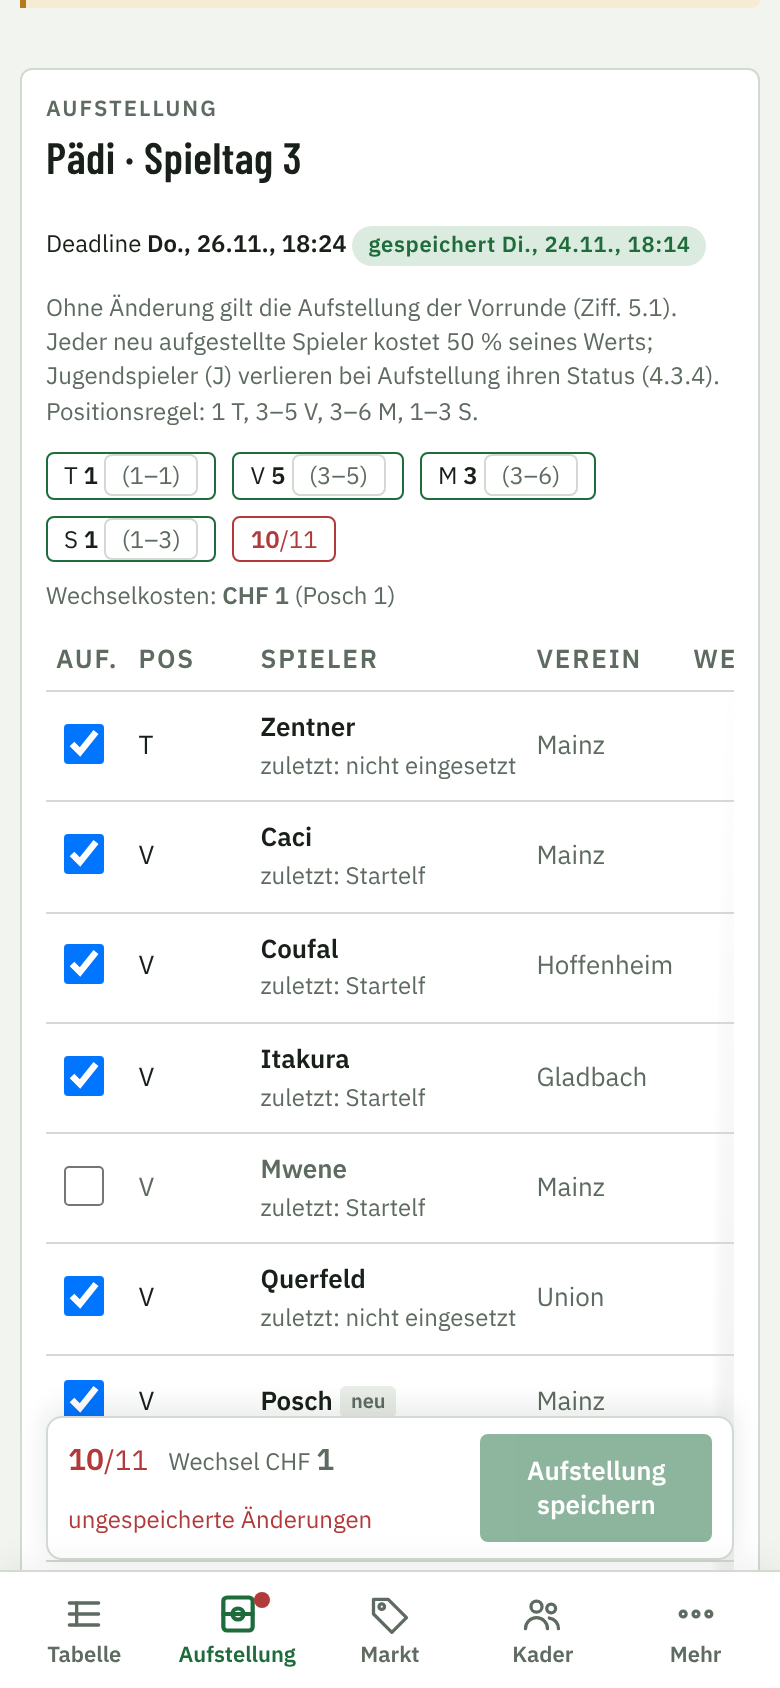 AUFSTELLUNG
Pädi · Spieltag 3
Deadline Do., 26.11., 18:24 gespeichert Di., 24.11., 18:14
Ohne Änderung gilt die Aufstellung der Vorrunde (Ziff. 5.1).
Jeder neu aufgestellte Spieler kostet 50 % seines Werts;
Jugendspieler (J) verlieren bei Aufstellung ihren Status (4.3.4).
Positionsregel: 1 T, 3–5 V, 3–6 M, 1–3 S.
T 1 (1–1) V 5 (3–5) M 3 (3–6)
S 1 (1–3) 10/11
Wechselkosten: CHF 1 (Posch 1)
AUF. POS SPIELER VEREIN WE
T Zentner Mainz
zuletzt: nicht eingesetzt
V Caci Mainz
zuletzt: Startelf
V Coufal Hoffenheim
zuletzt: Startelf
V Itakura Gladbach
zuletzt: Startelf
V Mwene Mainz
zuletzt: Startelf
V Querfeld Union
zuletzt: nicht eingesetzt
V Posch neu Mainz
10/11 Wechsel CHF 1
ungespeicherte Änderungen
Aufstellung
speichern
Tabelle Aufstellung Markt Kader Mehr